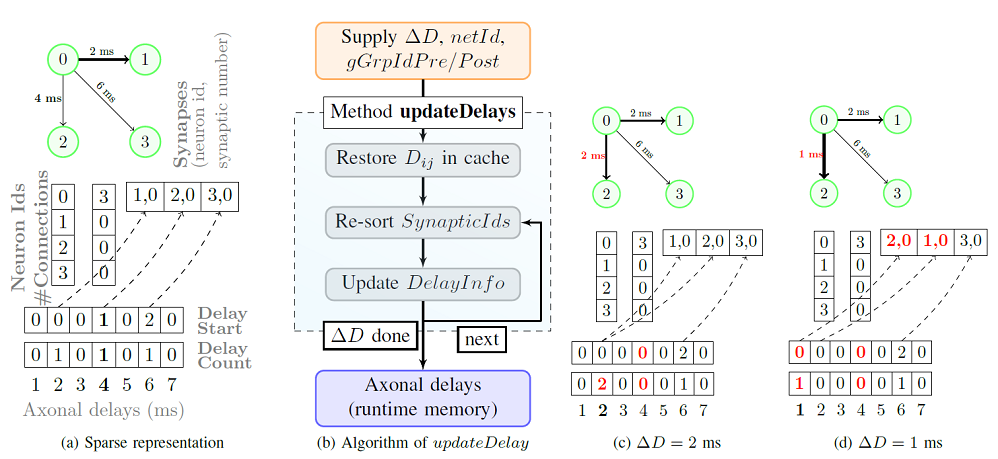 0
2 ms
1
4 ms
6 ms
2
3
Synapses
(neuron id,
synaptic number)
Neuron Ids
#Connections
0
1
2
3
3
0
0
0
1,0 2,0 3,0
0 0 0 1 0 2 0
Delay
Start
0 1 0 1 0 1 0
Delay
Count
1 2 3 4 5 6 7
Axonal delays (ms)
(a) Sparse representation
Supply ΔD, netId,
gGrpIdPre/Post
Method updateDelays
Restore D_ij in cache
Re-sort SynapticIds
Update DelayInfo
ΔD done
next
Axonal delays
(runtime memory)
(b) Algorithm of updateDelay
0
2 ms
1
2 ms
6 ms
2
3
0
1
2
3
3
0
0
0
1,0 2,0 3,0
0 0 0 0 0 2 0
0 2 0 0 0 1 0
1 2 3 4 5 6 7
(c) ΔD = 2 ms
0
2 ms
1
1 ms
6 ms
2
3
0
1
2
3
3
0
0
0
2,0 1,0 3,0
0 0 0 0 0 2 0
1 0 0 0 0 1 0
1 2 3 4 5 6 7
(d) ΔD = 1 ms